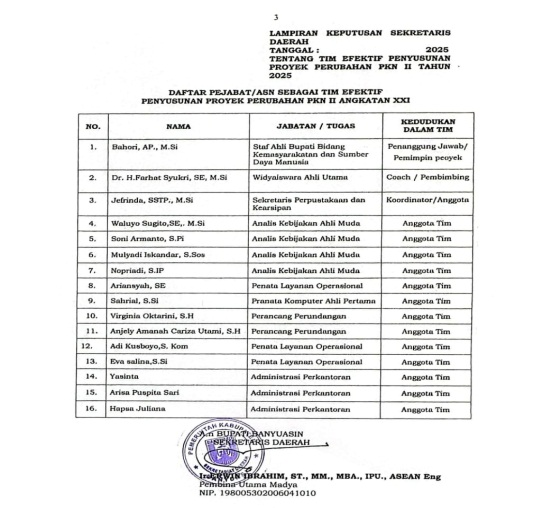 3
LAMPIRAN KEPUTUSAN SEKRETARIS
DAERAH
TANGGAL : 2025
TENTANG TIM EFEKTIF PENYUSUNAN
PROYEK PERUBAHAN PKN II TAHUN
2025
DAFTAR PEJABAT/ASN SEBAGAI TIM EFEKTIF
PENYUSUNAN PROYEK PERUBAHAN PKN II ANGKATAN XXI
NO. NAMA JABATAN / TUGAS KEDUDUKAN DALAM TIM
1. Bahori, AP., M.Si Staf Ahli Bupati Bidang Kemasyarakatan dan Sumber Daya Manusia Penanggung Jawab/ Pemimpin peoyek
2. Dr. H.Farhat Syukri, SE, M.Si Widyaiswara Ahli Utama Coach / Pembimbing
3. Jefrinda, SSTP., M.Si Sekretaris Perpustakaan dan Kearsipan Koordinator/Anggota
4. Waluyo Sugito,SE,. M.Si Analis Kebijakan Ahli Muda Anggota Tim
5. Soni Armanto, S.Pi Analis Kebijakan Ahli Muda Anggota Tim
6. Mulyadi Iskandar, S.Sos Analis Kebijakan Ahli Muda Anggota Tim
7. Nopriadi, S.IP Analis Kebijakan Ahli Muda Anggota Tim
8. Ariansyah, SE Penata Layanan Operasional Anggota Tim
9. Sahrial, S.Si Pranata Komputer Ahli Pertama Anggota Tim
10. Virginia Oktarini, S.H Perancang Perundangan Anggota Tim
11. Anjely Amanah Cariza Utami, S.H Perancang Perundangan Anggota Tim
12. Adi Kusboyo,S. Kom Penata Layanan Operasional Anggota Tim
13. Eva salina,S.Si Penata Layanan Operasional Anggota Tim
14. Yasinta Administrasi Perkantoran Anggota Tim
15. Arisa Puspita Sari Administrasi Perkantoran Anggota Tim
16. Hapsa Juliana Administrasi Perkantoran Anggota Tim
BUPATI BANYUASIN
SEKRETARIS DAERAH
PEMERINTAH KABUPATEN
Ir. ERWIN IBRAHIM, ST., MM., MBA., IPU., ASEAN Eng
Pembina Utama Madya
NIP. 198005302006041010